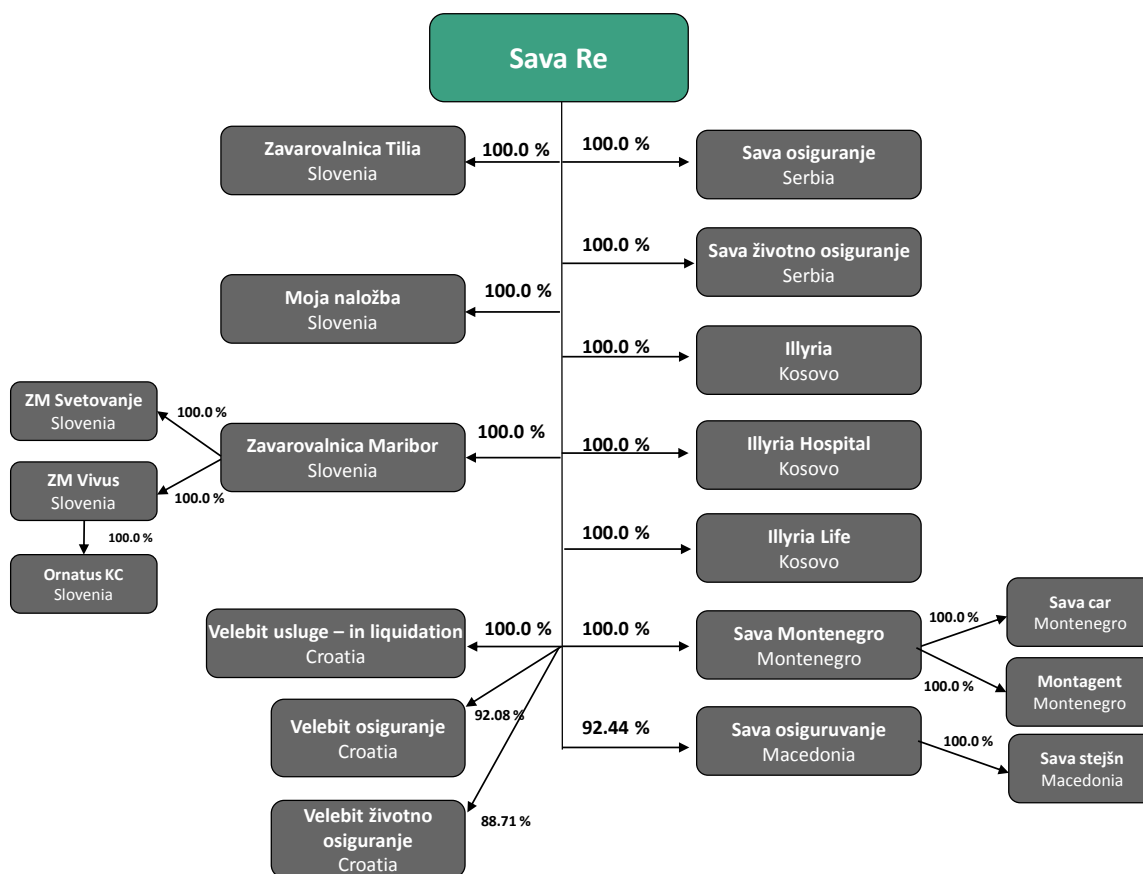 Sava Re
Zavarovalnica Tilia
Slovenia
100.0 %
100.0 %
Sava osiguranje
Serbia
100.0 %
Sava životno osiguranje
Serbia
Moja naložba
Slovenia
100.0 %
100.0 %
Illyria
Kosovo
ZM Svetovanje
Slovenia
100.0 %
Zavarovalnica Maribor
Slovenia
100.0 %
100.0 %
Illyria Hospital
Kosovo
ZM Vivus
Slovenia
100.0 %
100.0 %
Ornatus KC
Slovenia
100.0 %
Illyria Life
Kosovo
Velebit usluge – in liquidation
Croatia
100.0 %
100.0 %
Sava Montenegro
Montenegro
100.0 %
Sava car
Montenegro
100.0 %
Montagent
Montenegro
Velebit osiguranje
Croatia
92.08 %
92.44 %
Sava osiguruvanje
Macedonia
100.0 %
Sava stejšn
Macedonia
Velebit životno
osiguranje
Croatia
88.71 %